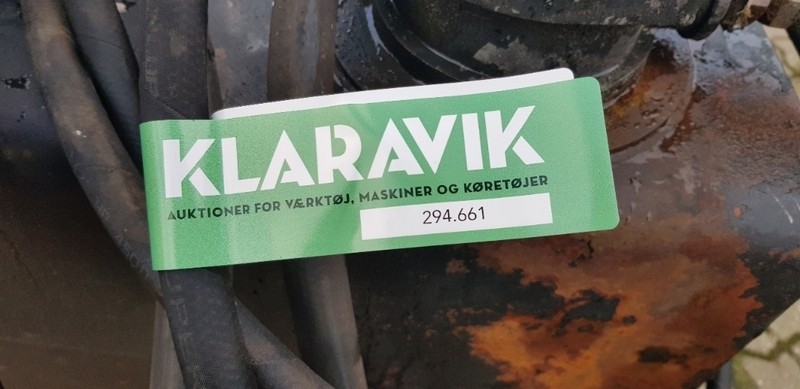 KLARAVIK
AUKTIONER FOR VÆRKTØJ, MASKINER OG KØRETØJER
294.661